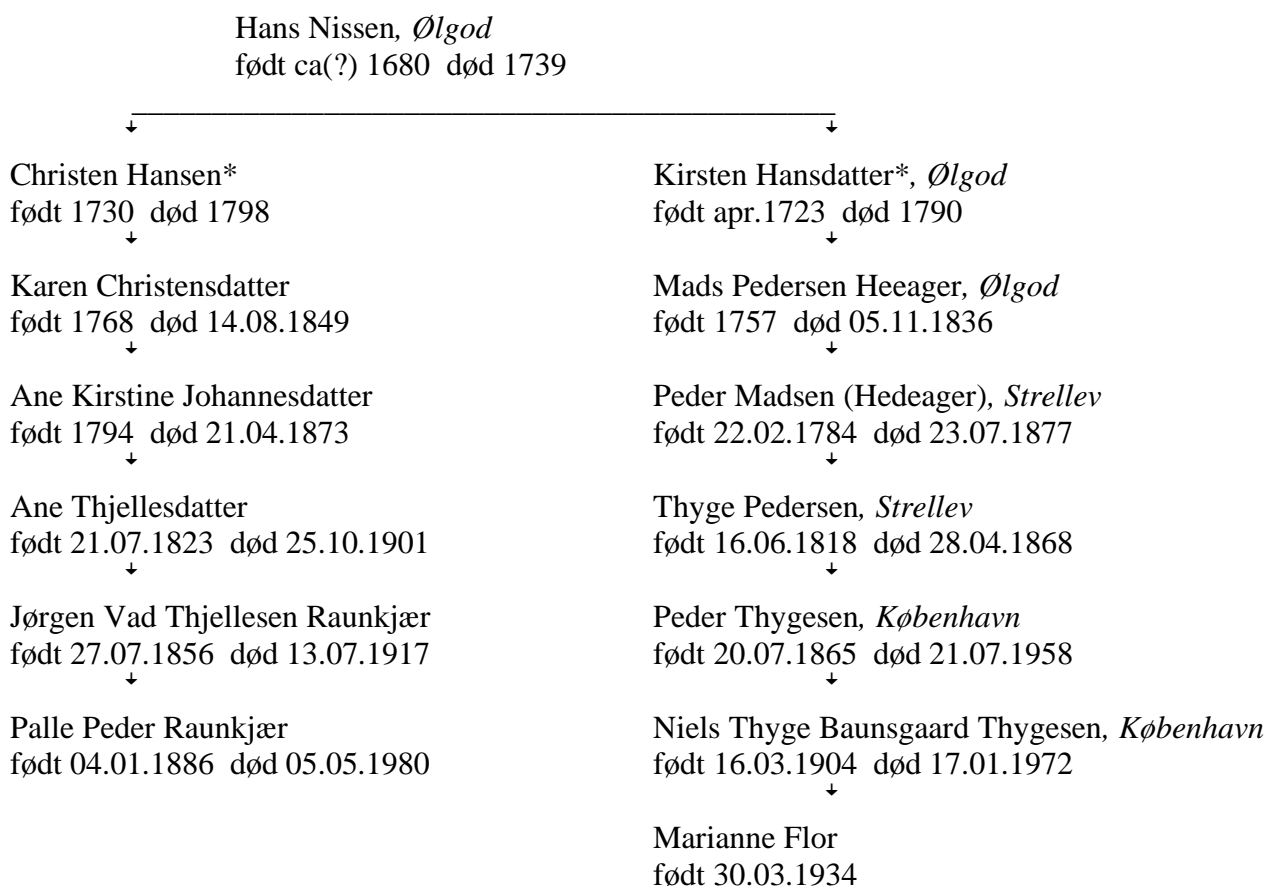 Hans Nissen, Ølgod
født ca(?) 1680 død 1739
Christen Hansen*
født 1730 død 1798
Karen Christensdatter
født 1768 død 14.08.1849
Ane Kirstine Johannesdatter
født 1794 død 21.04.1873
Ane Thjellesdatter
født 21.07.1823 død 25.10.1901
Jørgen Vad Thjellesen Raunkjær
født 27.07.1856 død 13.07.1917
Palle Peder Raunkjær
født 04.01.1886 død 05.05.1980
Kirsten Hansdatter*, Ølgod
født apr.1723 død 1790
Mads Pedersen Heeager, Ølgod
født 1757 død 05.11.1836
Peder Madsen (Hedeager), Strellev
født 22.02.1784 død 23.07.1877
Thyge Pedersen, Strellev
født 16.06.1818 død 28.04.1868
Peder Thygesen, København
født 20.07.1865 død 21.07.1958
Niels Thyge Baunsgaard Thygesen, København
født 16.03.1904 død 17.01.1972
Marianne Flor
født 30.03.1934